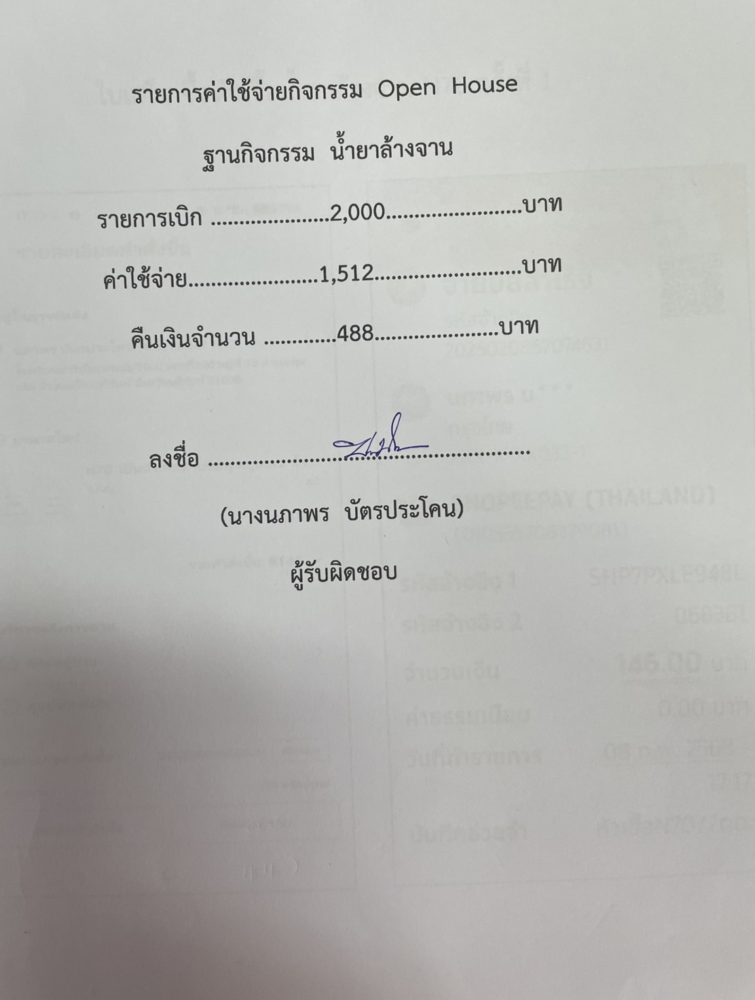 รายการค่าใช้จ่ายกิจกรรม Open House
ฐานกิจกรรม น้ำยาล้างจาน
รายการเบิก .....................2,000........................บาท
ค่าใช้จ่าย.......................1,512..........................บาท
คืนเงินจำนวน .............488......................บาท
ลงชื่อ .........................................................
(นางนภาพร บัตรประโคน)
ผู้รับผิดชอบ